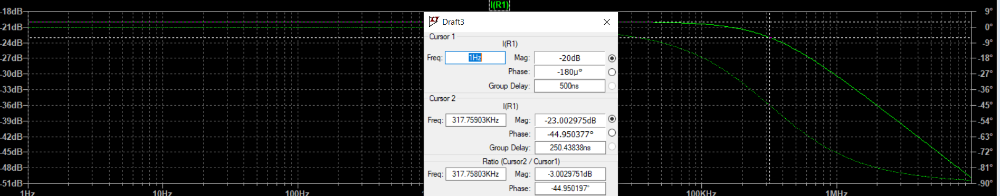 I(R1)
-18dB
-21dB
-24dB
-27dB
-30dB
-33dB
-36dB
-39dB
-42dB
-45dB
-48dB
-51dB
1Hz
10Hz
100Hz
Draft3
Cursor 1
I(R1)
Freq: 1Hz Mag: -20dB
Phase: -180µ°
Group Delay: 500ns
Cursor 2
I(R1)
Freq: 317.75903KHz Mag: -23.002975dB
Phase: -44.950377°
Group Delay: 250.43838ns
Ratio (Cursor2 / Cursor1)
Freq: 317.75803KHz Mag: -3.0029751dB
Phase: -44.950197°
100KHz
1MHz
9°
0°
-9°
-18°
-27°
-36°
-45°
-54°
-63°
-72°
-81°
-90°